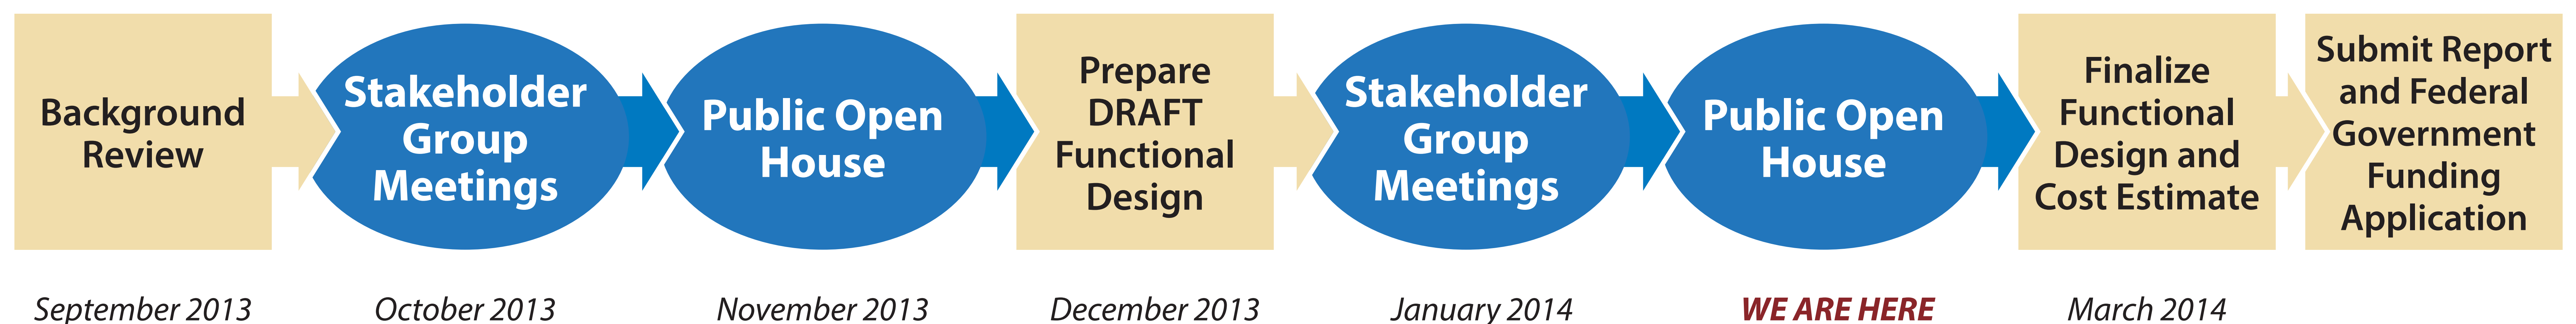 Background
Review
Stakeholder
Group
Meetings
Public Open
House
Prepare
DRAFT
Functional
Design
Stakeholder
Group
Meetings
Public Open
House
Finalize
Functional
Design and
Cost Estimate
Submit Report
and Federal
Government
Funding
Application
September 2013
October 2013
November 2013
December 2013
January 2014
WE ARE HERE
March 2014